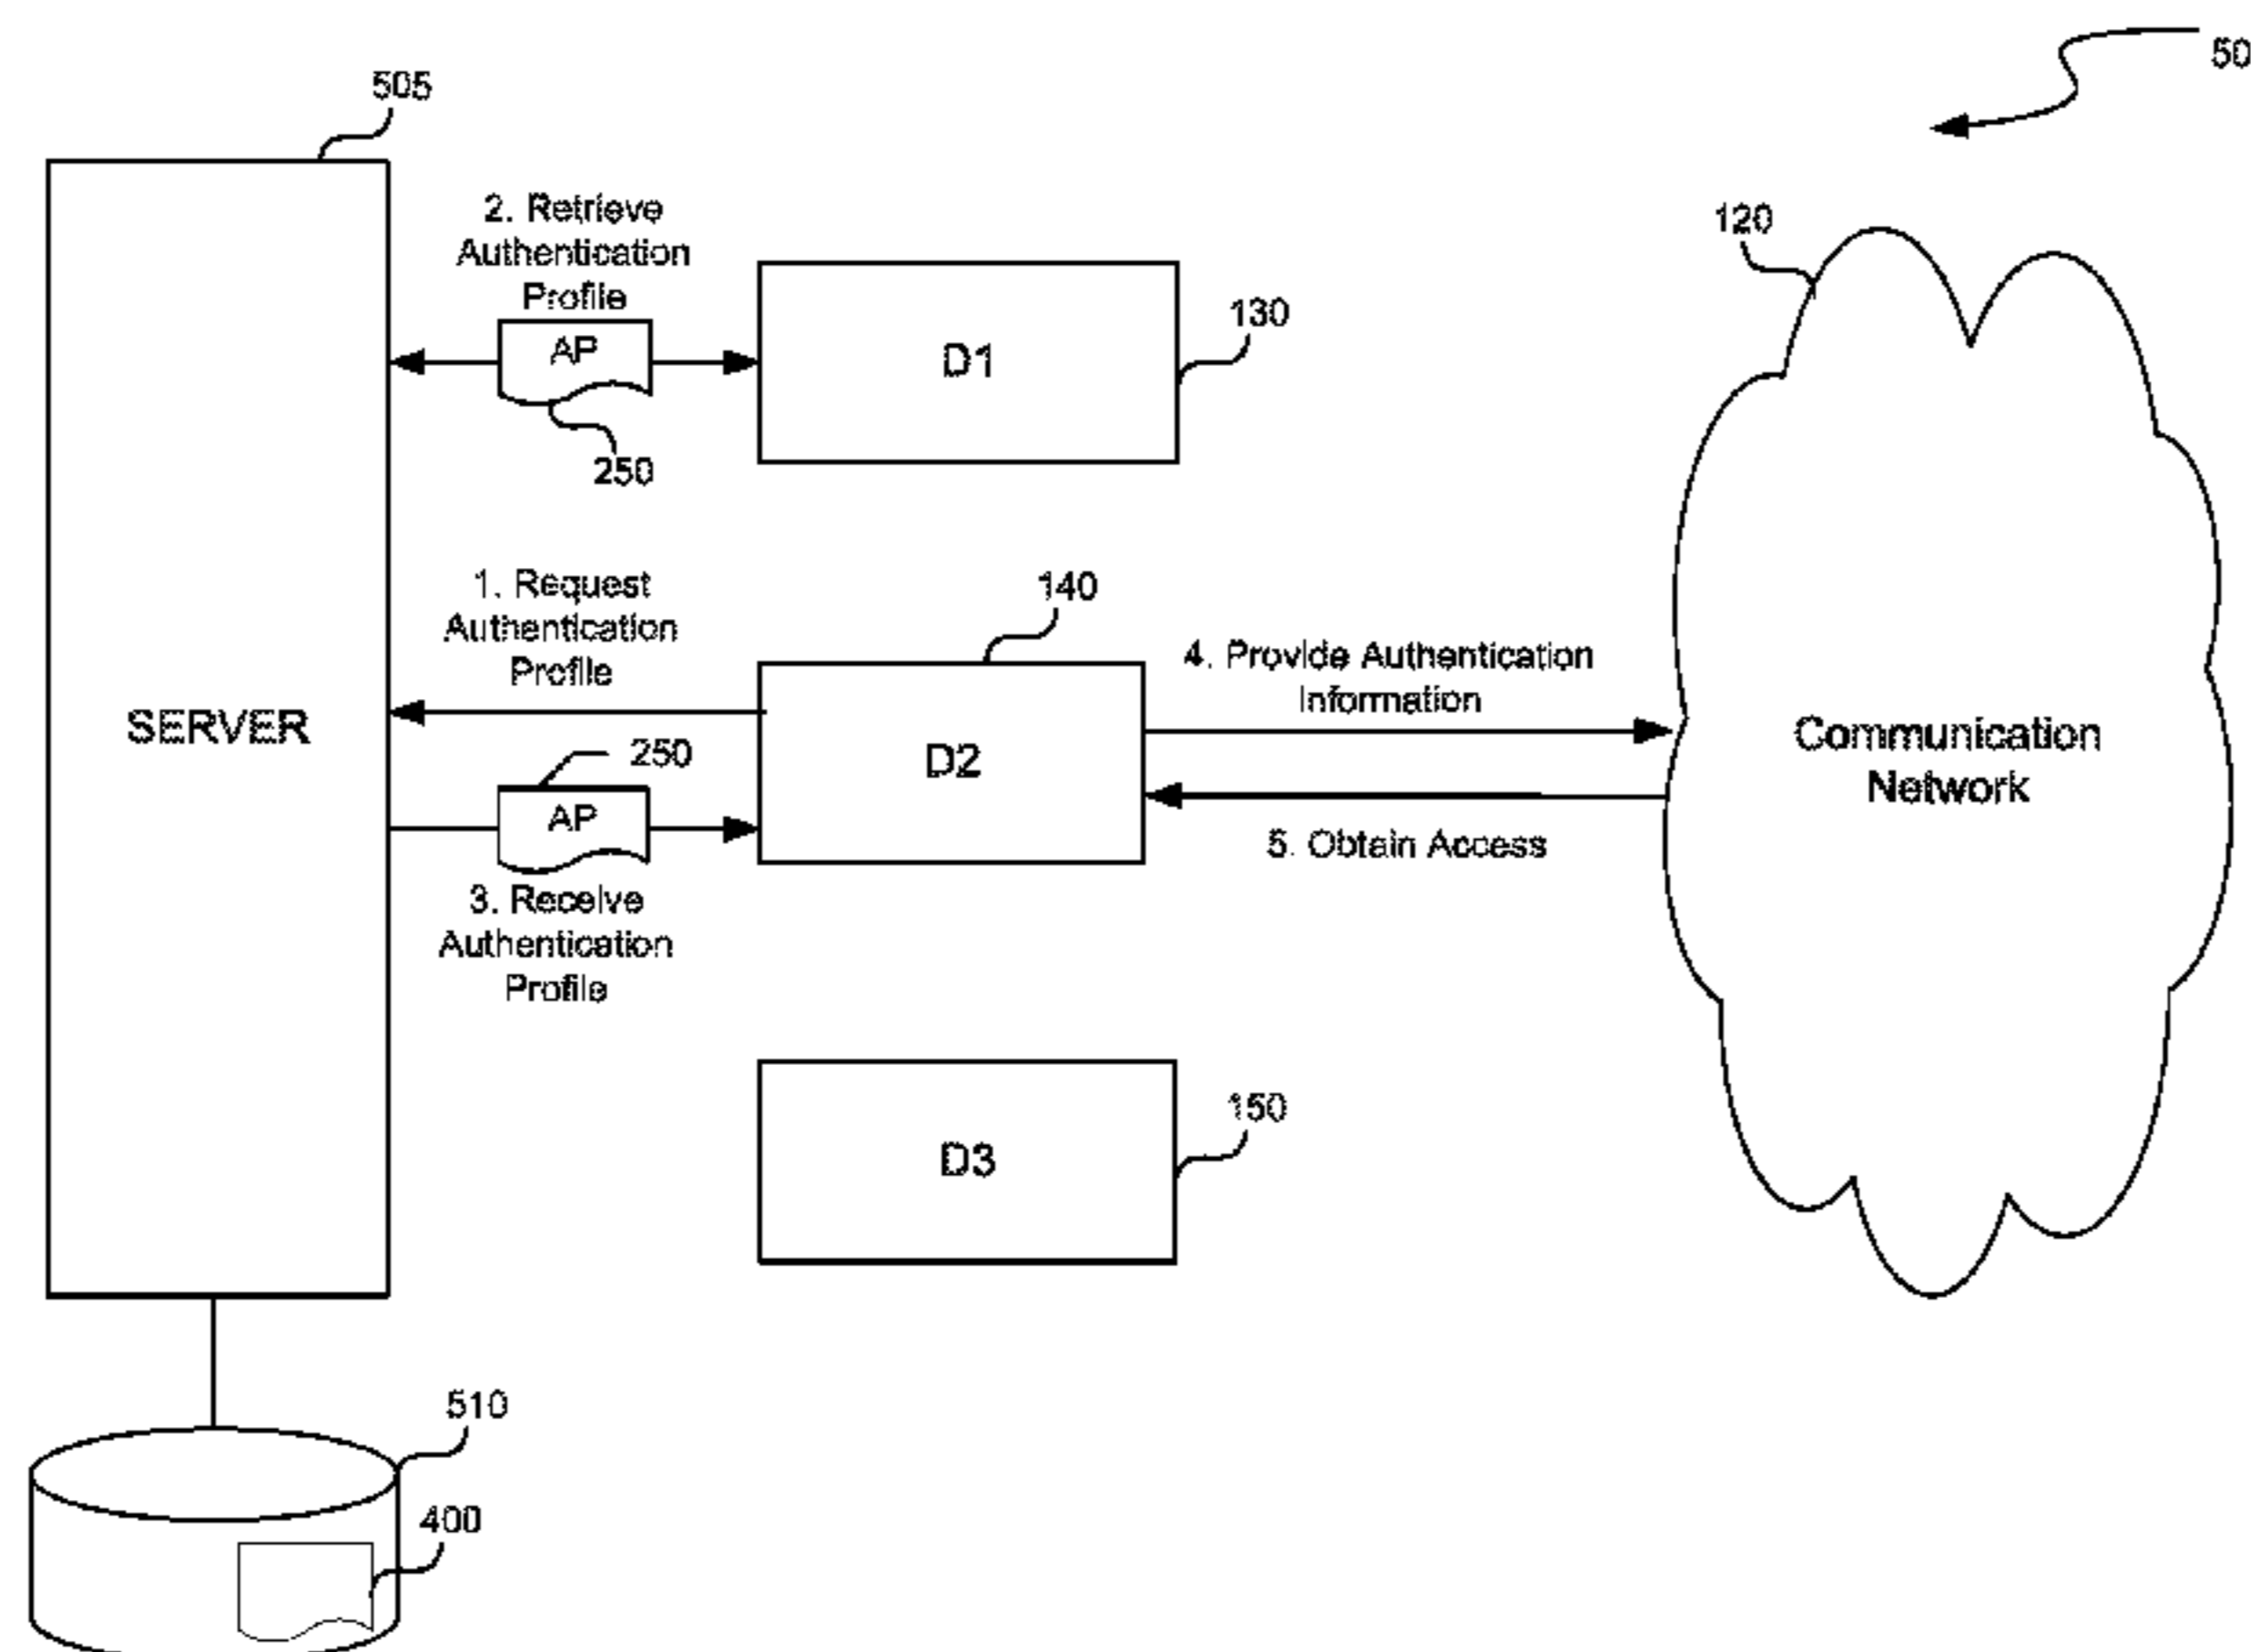 50
505
120
2. Retrieve
Authentication
Profile
AP
250
D1
130
1. Request
Authentication
Profile
140
4. Provide Authentication
Information
SERVER
250
D2
Communication
Network
AP
5. Obtain Access
3. Receive
Authentication
Profile
D3
150
510
400